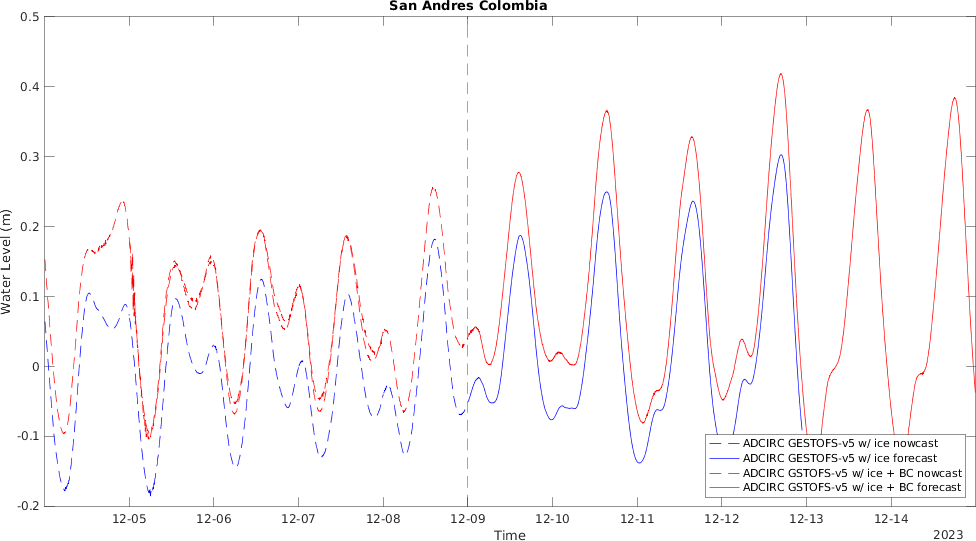 San Andres Colombia
0.5
0.4
0.3
0.2
0.1
0
-0.1
-0.2
Water Level (m)
12-05
12-06
12-07
12-08
12-09
12-10
12-11
12-12
12-13
12-14
Time
2023
ADCIRC GESTOFS-v5 w/ ice nowcast
ADCIRC GESTOFS-v5 w/ ice forecast
ADCIRC GSTOFS-v5 w/ ice + BC nowcast
ADCIRC GSTOFS-v5 w/ ice + BC forecast